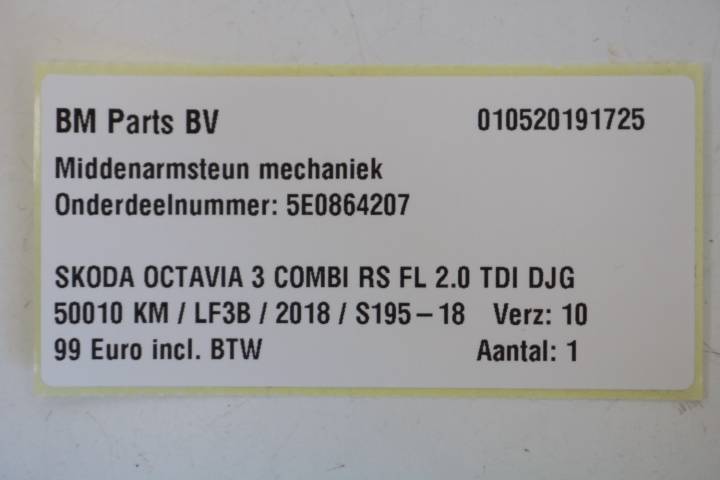 BM Parts BV 010520191725
Middenarmsteun mechaniek
Onderdeelnummer: 5E0864207
SKODA OCTAVIA 3 COMBI RS FL 2.0 TDI DJG
50010 KM / LF3B / 2018 / S195-18 Verz: 10
99 Euro incl. BTW Aantal: 1